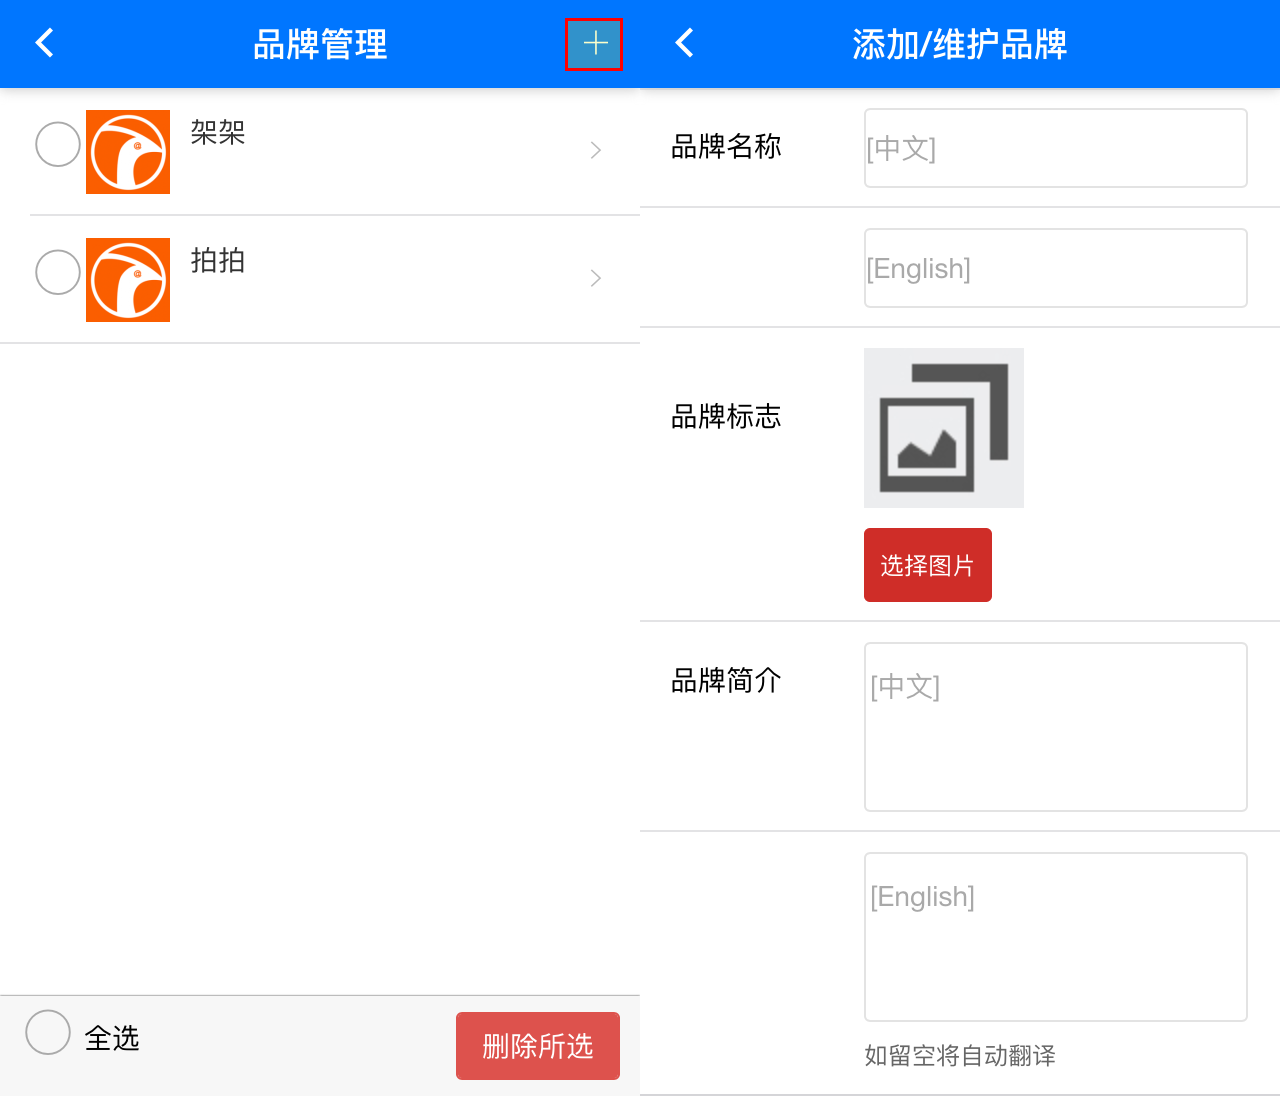 品牌管理
架架
拍拍
全选
删除所选
添加/维护品牌
品牌名称
[中文]
[English]
品牌标志
选择图片
品牌简介
[中文]
[English]
如留空将自动翻译